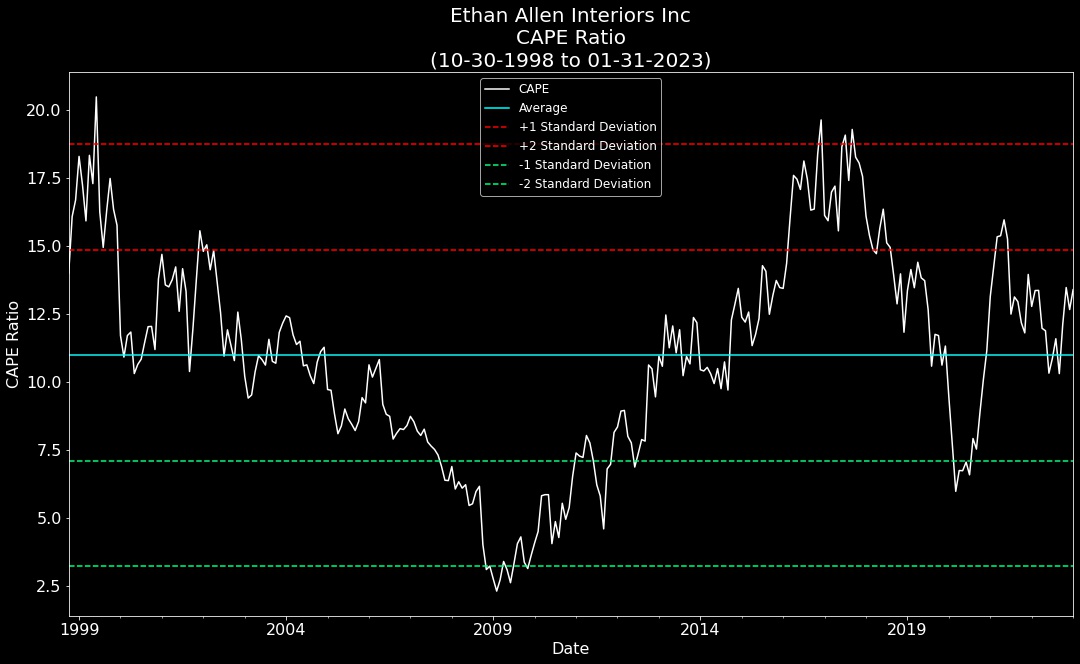 Ethan Allen Interiors Inc
CAPE Ratio
(10-30-1998 to 01-31-2023)
CAPE
Average
+1 Standard Deviation
+2 Standard Deviation
-1 Standard Deviation
-2 Standard Deviation
CAPE Ratio
20.0
17.5
15.0
12.5
10.0
7.5
5.0
2.5
1999
2004
2009
2014
2019
Date